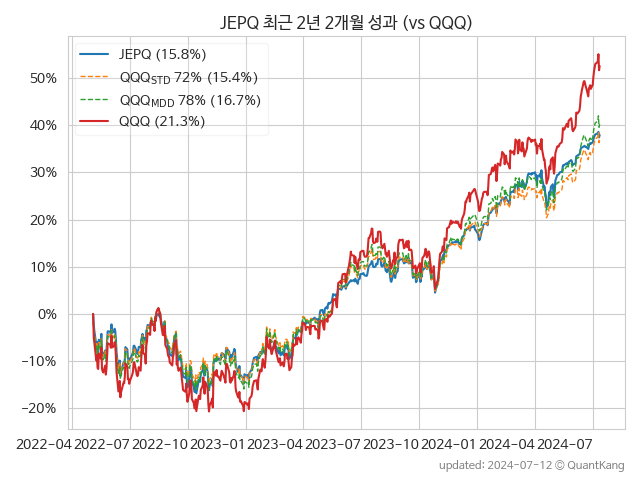 JEPQ 최근 2년 2개월 성과 (vs QQQ)
JEPQ (15.8%)
QQQSTD 72% (15.4%)
QQQMDD 78% (16.7%)
QQQ (21.3%)
50%
40%
30%
20%
10%
0%
−10%
−20%
2022-04 2022-07 2022-10 2023-01 2023-04 2023-07 2023-10 2024-01 2024-04 2024-07
updated: 2024-07-12 © QuantKang